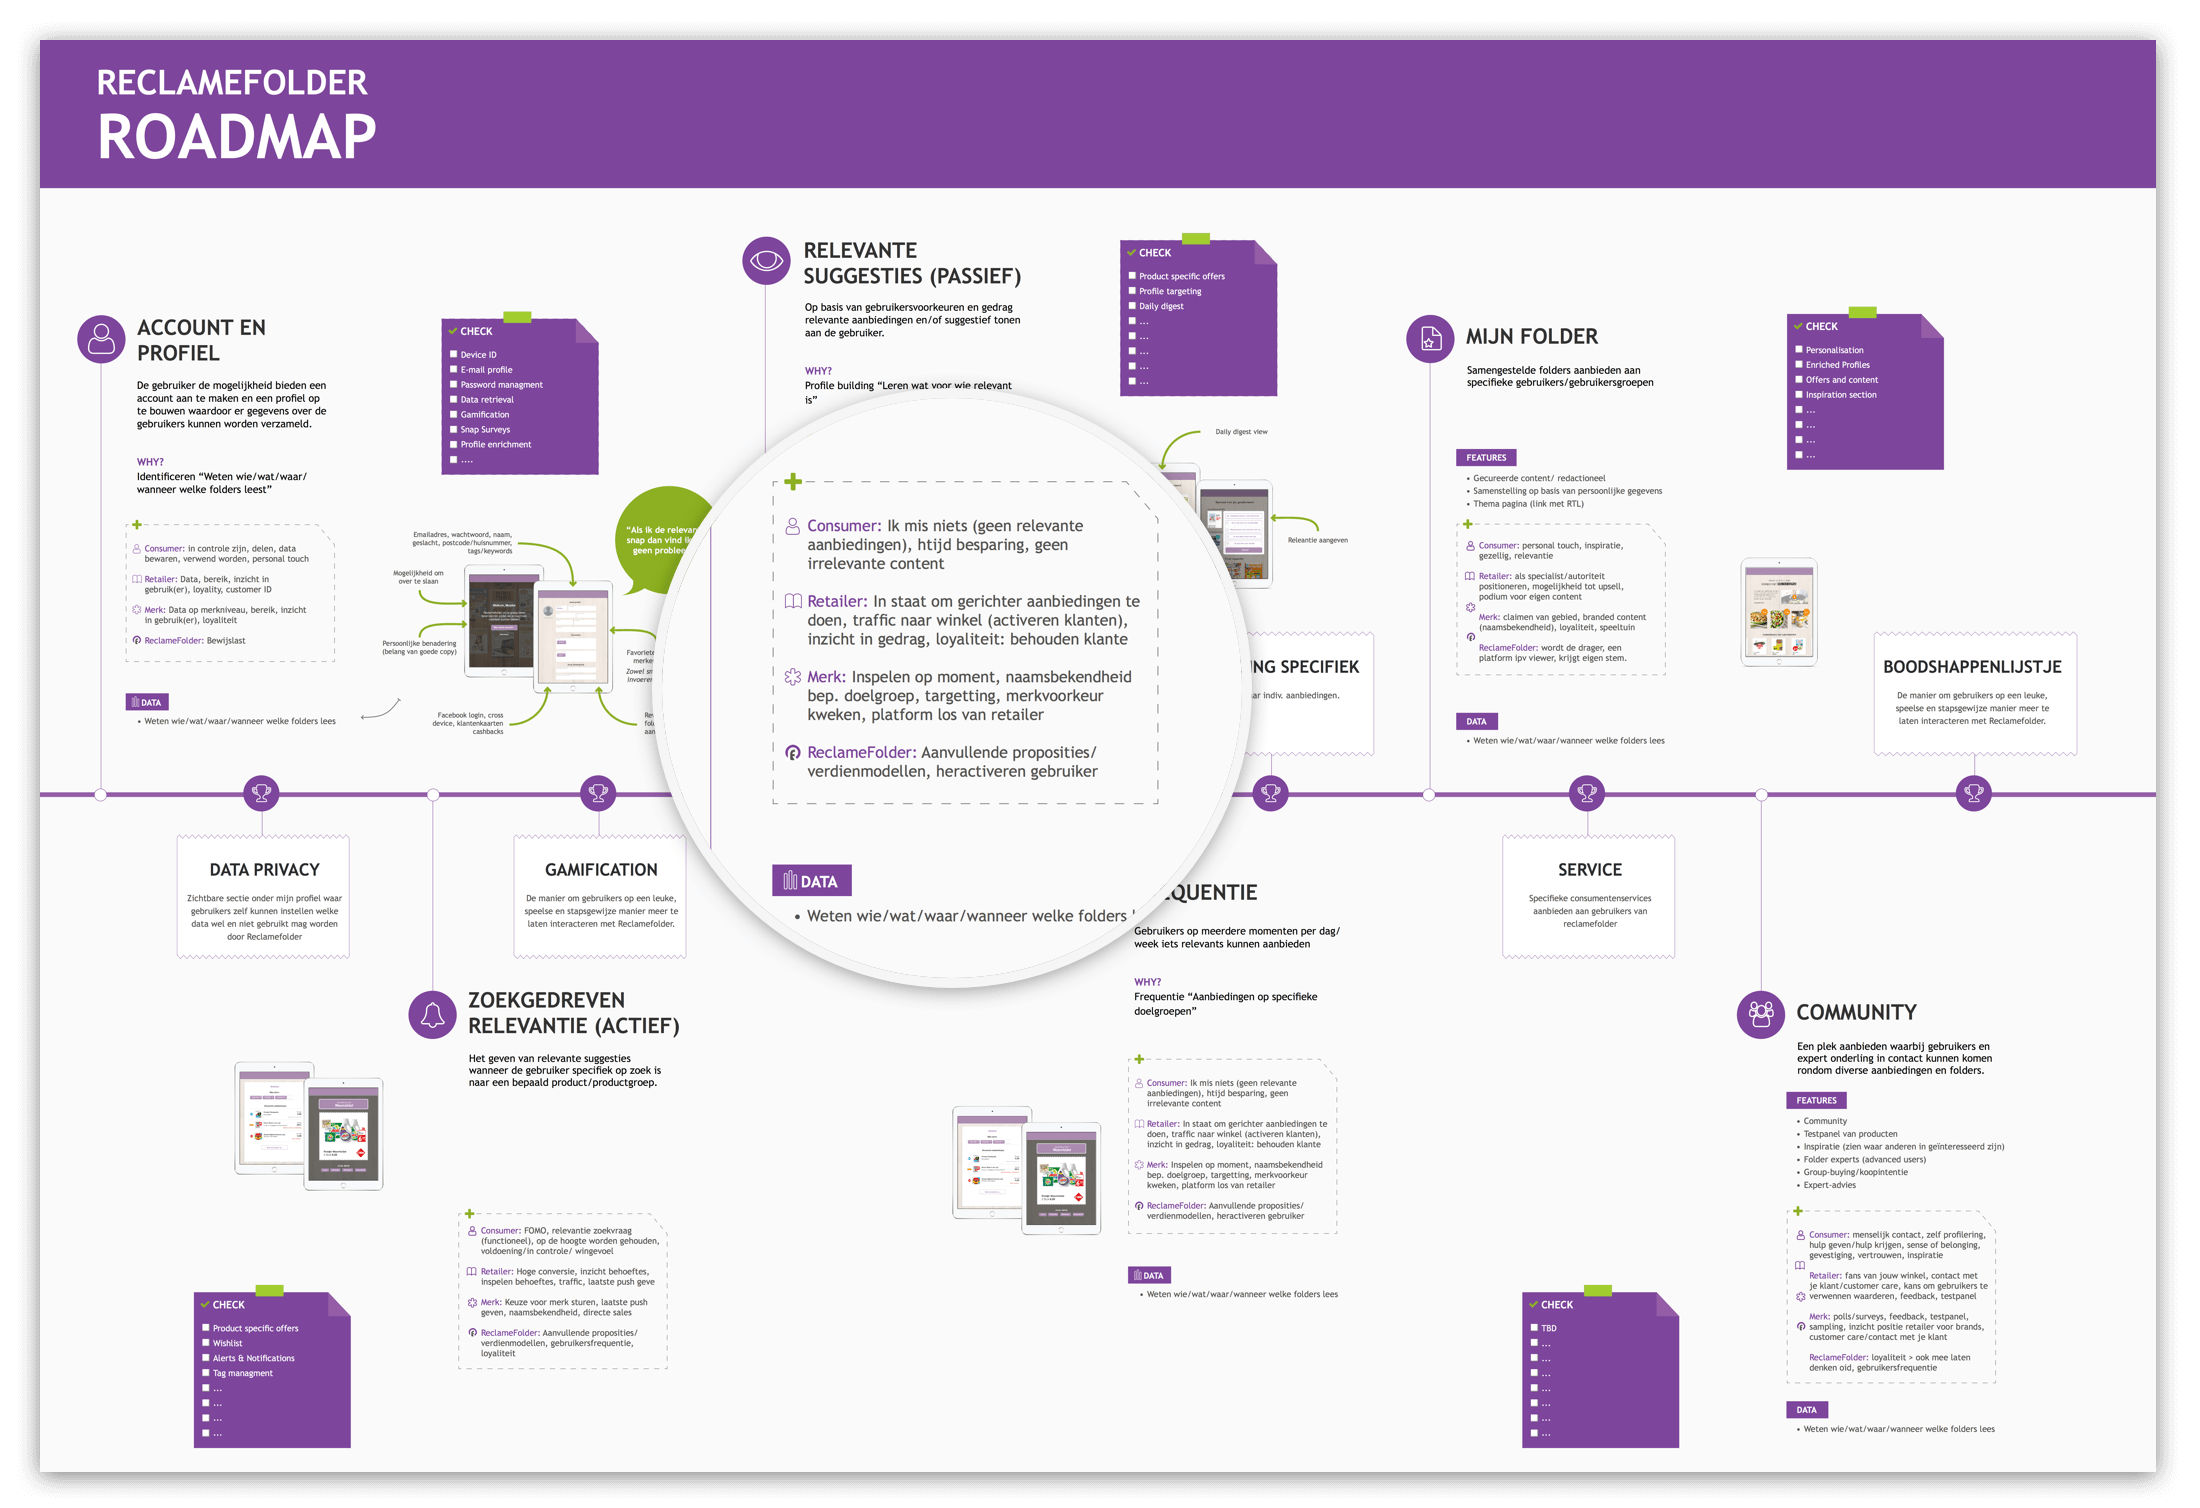 RECLAMEFOLDER
ROADMAP
ACCOUNT EN
PROFIEL
De gebruiker de mogelijkheid bieden een
account aan te maken en een profiel op
te bouwen waardoor er gegevens over de
gebruikers kunnen worden verzameld.
WHY?
Identificeren “Weten wie/wat/waar/
wanneer welke folders leest”
Consumer: in controle zijn, delen, data
bewaren, verwend worden, personal touch
Retailer: Data, bereik, inzicht in
gebruik(er), loyality, customer ID
Merk: Data op merkniveau, bereik, inzicht
in gebruik(er), loyaliteit
ReclameFolder: Bewijslast
DATA
• Weten wie/wat/waar/wanneer welke folders lees
CHECK
Device ID
E-mail profile
Password managment
Data retrieval
Gamification
Snap Surveys
Profile enrichment
....
“Als ik de relevan
snap dan vind i
geen proble
Emailadres, wachtwoord, naam,
geslacht, postcode/huisnummer,
tags/keywords
Mogelijkheid om
over te slaan
Persoonlijke benadering
(belang van goede copy)
Facebook login, cross
device, klantenkaarten
cashbacks
Favoriete
merke
Zowel sn
invoere
Rev
fol
aan
RELEVANTE
SUGGESTIES (PASSIEF)
Op basis van gebruikersvoorkeuren en gedrag
relevante aanbiedingen en/of suggestief tonen
aan de gebruiker.
WHY?
Profile building “Leren wat voor wie relevant
is”
Consumer: Ik mis niets (geen relevante
aanbiedingen), htijd besparing, geen
irrelevante content
Retailer: In staat om gerichter aanbiedingen te
doen, traffic naar winkel (activeren klanten),
inzicht in gedrag, loyaliteit: behouden klante
Merk: Inspelen op moment, naamsbekendheid
bep. doelgroep, targetting, merkvoorkeur
kweken, platform los van retailer
ReclameFolder: Aanvullende proposities/
verdienmodellen, heractiveren gebruiker
DATA
• Weten wie/wat/waar/wanneer welke folders l
CHECK
Product specific offers
Profile targeting
Daily digest
...
...
...
...
...
Daily digest view
Releantie aangeven
NG SPECIFIEK
ar indiv. aanbiedingen.
MIJN FOLDER
Samengestelde folders aanbieden aan
specifieke gebruikers/gebruikersgroepen
FEATURES
• Gecureerde content/ redactioneel
• Samenstelling op basis van persoonlijke gegevens
• Thema pagina (link met RTL)
Consumer: personal touch, inspiratie,
gezellig, relevantie
Retailer: als specialist/autoriteit
positioneren, mogelijkheid tot upsell,
podium voor eigen content
Merk: claimen van gebied, branded content
(naamsbekendheid), loyaliteit, speeltuin
ReclameFolder: wordt de drager, een
platform ipv viewer, krijgt eigen stem.
DATA
• Weten wie/wat/waar/wanneer welke folders lees
CHECK
Personalisation
Enriched Profiles
Offers and content
Inspiration section
...
...
...
...
BOODSHAPPENLIJSTJE
De manier om gebruikers op een leuke,
speelse en stapsgewijze manier meer te
laten interacteren met Reclamefolder.
DATA PRIVACY
Zichtbare sectie onder mijn profiel waar
gebruikers zelf kunnen instellen welke
data wel en niet gebruikt mag worden
door Reclamefolder
GAMIFICATION
De manier om gebruikers op een leuke,
speelse en stapsgewijze manier meer te
laten interacteren met Reclamefolder.
ZOEKGEDREVEN
RELEVANTIE (ACTIEF)
Het geven van relevante suggesties
wanneer de gebruiker specifiek op zoek is
naar een bepaald product/productgroep.
Consumer: FOMO, relevantie zoekvraag
(functioneel), op de hoogte worden gehouden,
voldoening/in controle/ wingevoel
Retailer: Hoge conversie, inzicht behoeftes,
inspelen behoeftes, traffic, laatste push geve
Merk: Keuze voor merk sturen, laatste push
geven, naamsbekendheid, directe sales
ReclameFolder: Aanvullende proposities/
verdienmodellen, gebruikersfrequentie,
loyaliteit
CHECK
Product specific offers
Wishlist
Alerts & Notifications
Tag managment
...
...
...
...
EQUENTIE
Gebruikers op meerdere momenten per dag/
week iets relevants kunnen aanbieden
WHY?
Frequentie “Aanbiedingen op specifieke
doelgroepen”
Consumer: Ik mis niets (geen relevante
aanbiedingen), htijd besparing, geen
irrelevante content
Retailer: In staat om gerichter aanbiedingen te
doen, traffic naar winkel (activeren klanten),
inzicht in gedrag, loyaliteit: behouden klante
Merk: Inspelen op moment, naamsbekendheid
bep. doelgroep, targetting, merkvoorkeur
kweken, platform los van retailer
ReclameFolder: Aanvullende proposities/
verdienmodellen, heractiveren gebruiker
DATA
• Weten wie/wat/waar/wanneer welke folders lees
SERVICE
Specifieke consumentenservices
aanbieden aan gebruikers van
reclamefolder
CHECK
TBD
...
...
...
...
...
...
...
COMMUNITY
Een plek aanbieden waarbij gebruikers en
expert onderling in contact kunnen komen
rondom diverse aanbiedingen en folders.
FEATURES
• Community
• Testpanel van producten
• Inspiratie (zien waar anderen in geïnteresseerd zijn)
• Folder experts (advanced users)
• Group-buying/koopintentie
• Expert-advies
Consumer: menselijk contact, zelf profilering,
hulp geven/hulp krijgen, sense of belonging,
gevestiging, vertrouwen, inspiratie
Retailer: fans van jouw winkel, contact met
je klant/customer care, kans om gebruikers te
verwennen waarderen, feedback, testpanel
Merk: polls/surveys, feedback, testpanel,
sampling, inzicht positie retailer voor brands,
customer care/contact met je klant
ReclameFolder: loyaliteit > ook mee laten
denken oid, gebruikersfrequentie
DATA
• Weten wie/wat/waar/wanneer welke folders lees